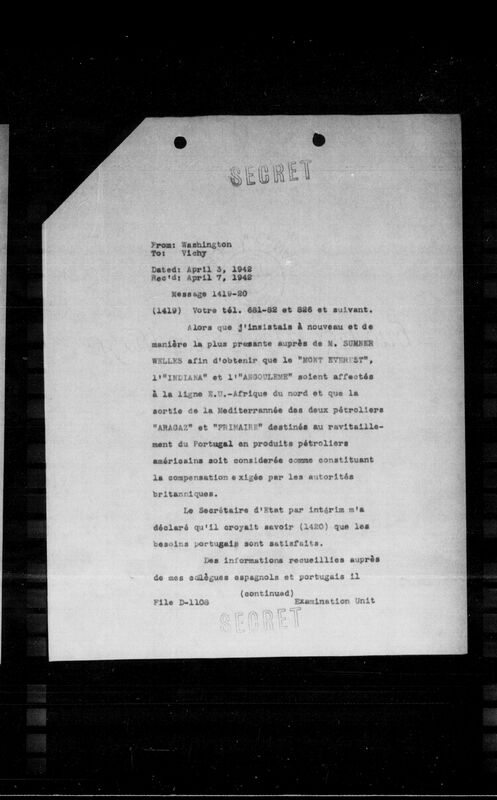 SECRET
From: Washington
To: Vichy
Dated: April 3, 1942
Rec'd: April 7, 1942
Message 1419-20
(1419) Votre tél. 681-82 et 826 et suivant.
Alors que j'insistais à nouveau et de
manière la plus pressante auprès de M. SUMNER
WELLES afin d'obtenir que le "MONT EVEREST",
l'"INDIANA" et l'"ANGOULEME" soient affectés
à la ligne E.U.-Afrique du nord et que la
sortie de la Mediterrannée des deux pétroliers
"ARAGAZ" et "PRIMAIRE" destinés au ravitaille-
ment du Portugal en produits pétroliers
américains soit considerée comme constituant
la compensation exigée par les autorités
britanniques.
Le Secrétaire d'Etat par intérim m'a
déclaré qu'il croyait savoir (1420) que les
besoins portugais sont satisfaits.
Des informations recueillies auprès
de mes collègues espagnols et portugais il
(continued)
File D-1108 Examination Unit
SECRET